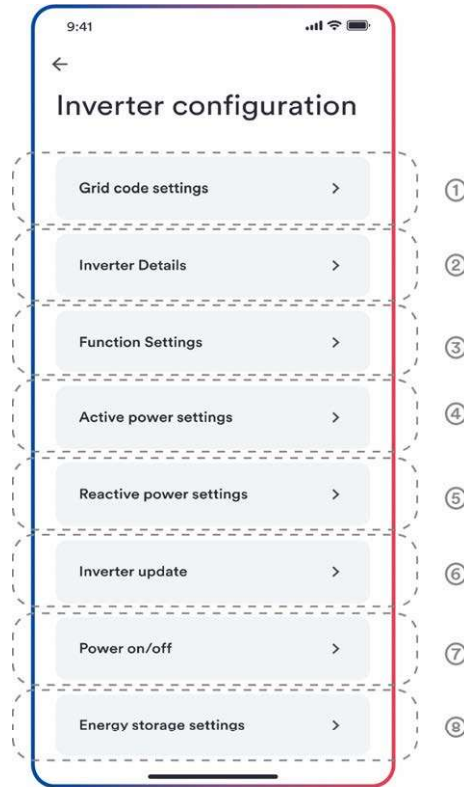 9:41
Inverter configuration
Grid code settings
①
Inverter Details
②
Function Settings
③
Active power settings
④
Reactive power settings
⑤
Inverter update
⑥
Power on/off
⑦
Energy storage settings
⑧